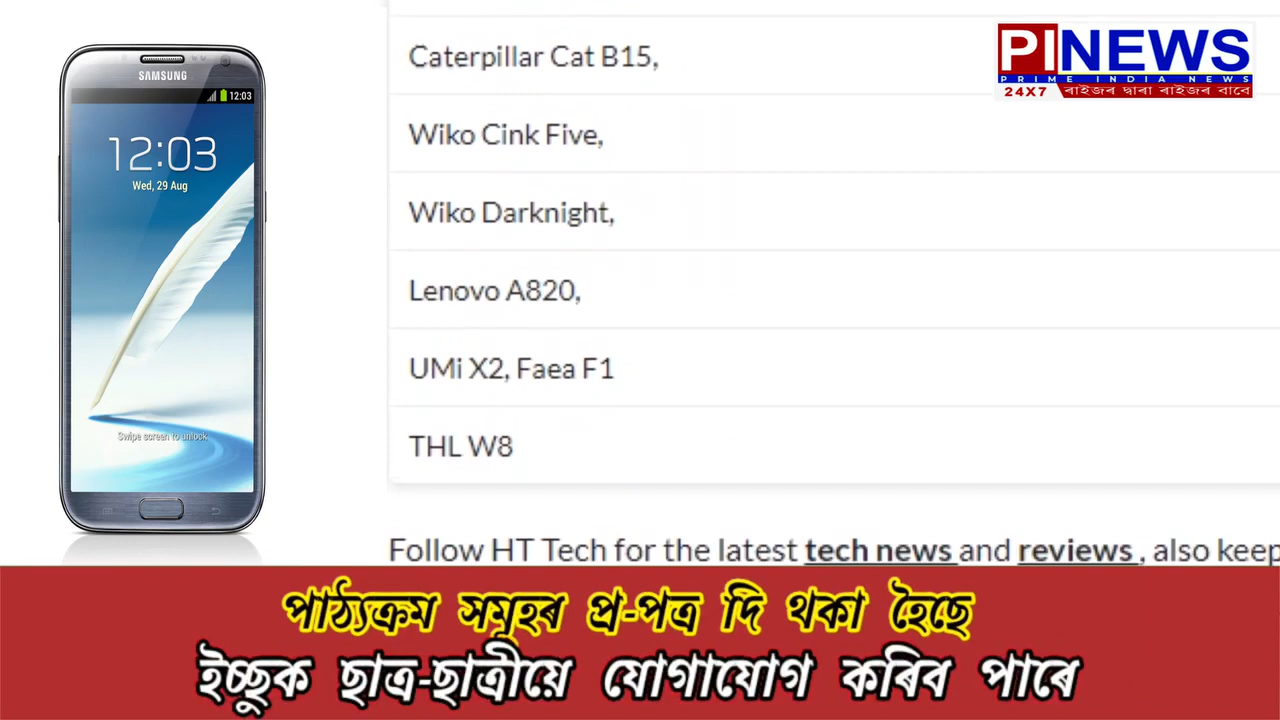 SAMSUNG
12:03
12:03
Wed, 29 Aug
Swipe screen to unlock
Caterpillar Cat B15,
Wiko Cink Five,
Wiko Darknight,
Lenovo A820,
UMi X2, Faea F1
THL W8
Follow HT Tech for the latest tech news and reviews , also keep
PI NEWS
PRIME INDIA NEWS
24X7 ৰাইজৰ দ্বাৰা ৰাইজৰ বাবে
পাঠ্যক্ৰম সমূহৰ প্ৰ-পত্ৰ দি থকা হৈছে
ইচ্ছুক ছাত্ৰ-ছাত্ৰীয়ে যোগাযোগ কৰিব পাৰে